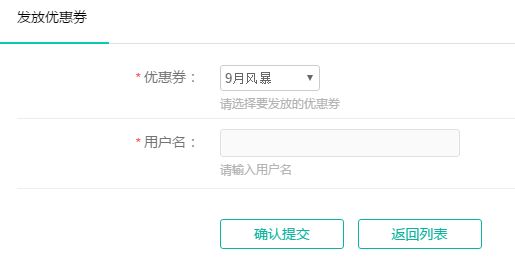 发放优惠券
* 优惠券： 9月风暴 ▼
请选择要发放的优惠券
* 用户名：
请输入用户名
确认提交 返回列表